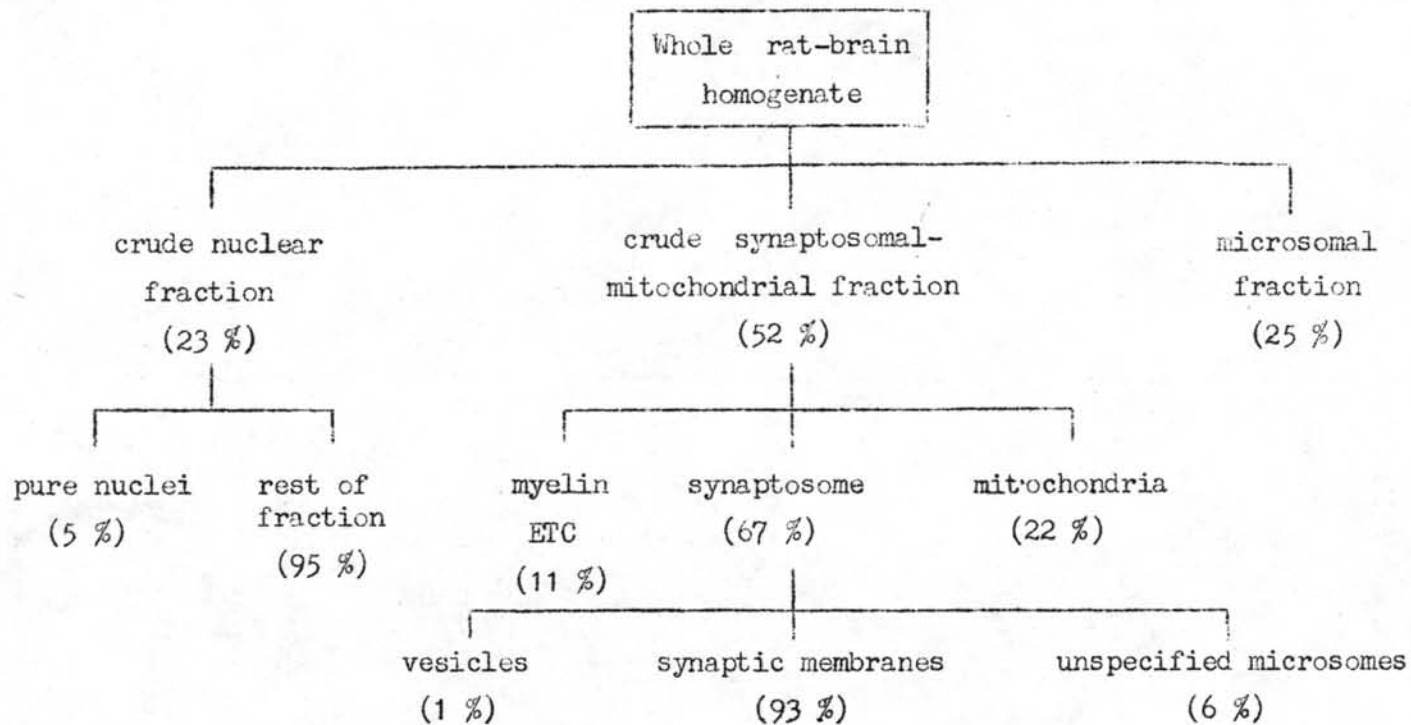 Whole rat-brain
homogenate
crude nuclear
fraction
(23 %)
crude synaptosomal-
mitochondrial fraction
(52 %)
microsomal
fraction
(25 %)
pure nuclei
(5 %)
rest of
fraction
(95 %)
myelin
ETC
(11 %)
synaptosome
(67 %)
mitochondria
(22 %)
vesicles
(1 %)
synaptic membranes
(93 %)
unspecified microsomes
(6 %)